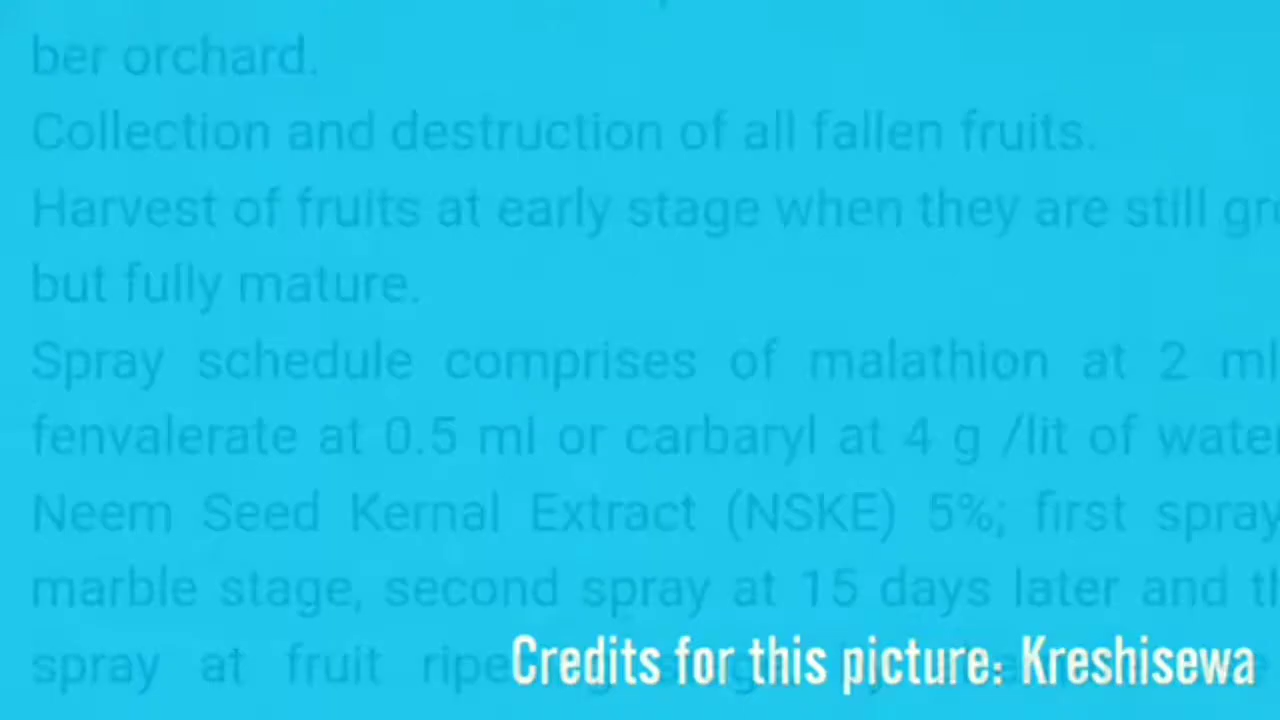 ber orchard.
Collection and destruction of all fallen fruits.
Harvest of fruits at early stage when they are still
but fully mature.
Spray schedule comprises of malathion at 2 ml
fenvalerate at 0.5 ml or carbaryl at 4 g /lit of water
Neem Seed Kernal Extract (NSKE) 5%; first spray
marble stage, second spray at 15 days later and
spray at fruit
Credits for this picture: Kreshisewa